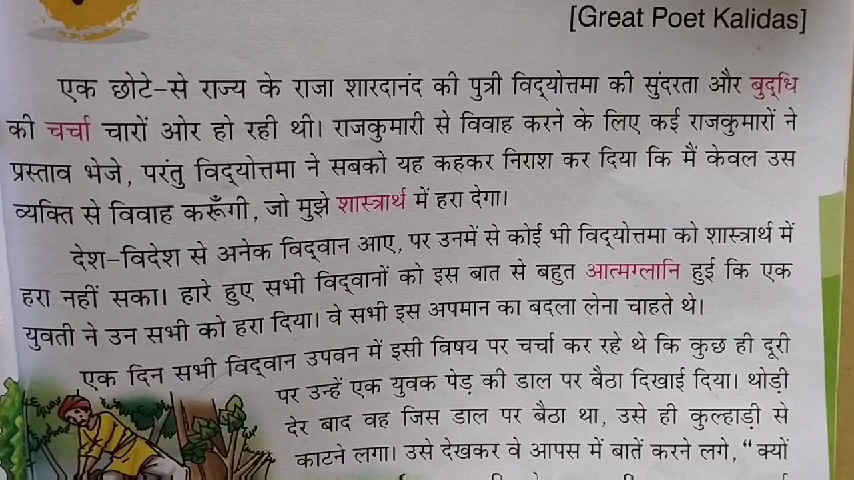 [Great Poet Kalidas]
एक छोटे-से राज्य के राजा शारदानंद की पुत्री विद्‌योत्तमा की सुंदरता और बुद्‌धि
की चर्चा चारों ओर हो रही थी। राजकुमारी से विवाह करने के लिए कई राजकुमारों ने
प्रस्ताव भेजे, परंतु विद्‌योत्तमा ने सबको यह कहकर निराश कर दिया कि मैं केवल उस
व्यक्ति से विवाह करूँगी, जो मुझे शास्त्रार्थ में हरा देगा।
देश-विदेश से अनेक विद्‌वान आए, पर उनमें से कोई भी विद्‌योत्तमा को शास्त्रार्थ में
हरा नहीं सका। हारे हुए सभी विद्‌वानों को इस बात से बहुत आत्मग्लानि हुई कि एक
युवती ने उन सभी को हरा दिया। वे सभी इस अपमान का बदला लेना चाहते थे।
एक दिन सभी विद्‌वान उपवन में इसी विषय पर चर्चा कर रहे थे कि कुछ ही दूरी
पर उन्हें एक युवक पेड़ की डाल पर बैठा दिखाई दिया। थोड़ी
देर बाद वह जिस डाल पर बैठा था, उसे ही कुल्हाड़ी से
काटने लगा। उसे देखकर वे आपस में बातें करने लगे, “क्यों